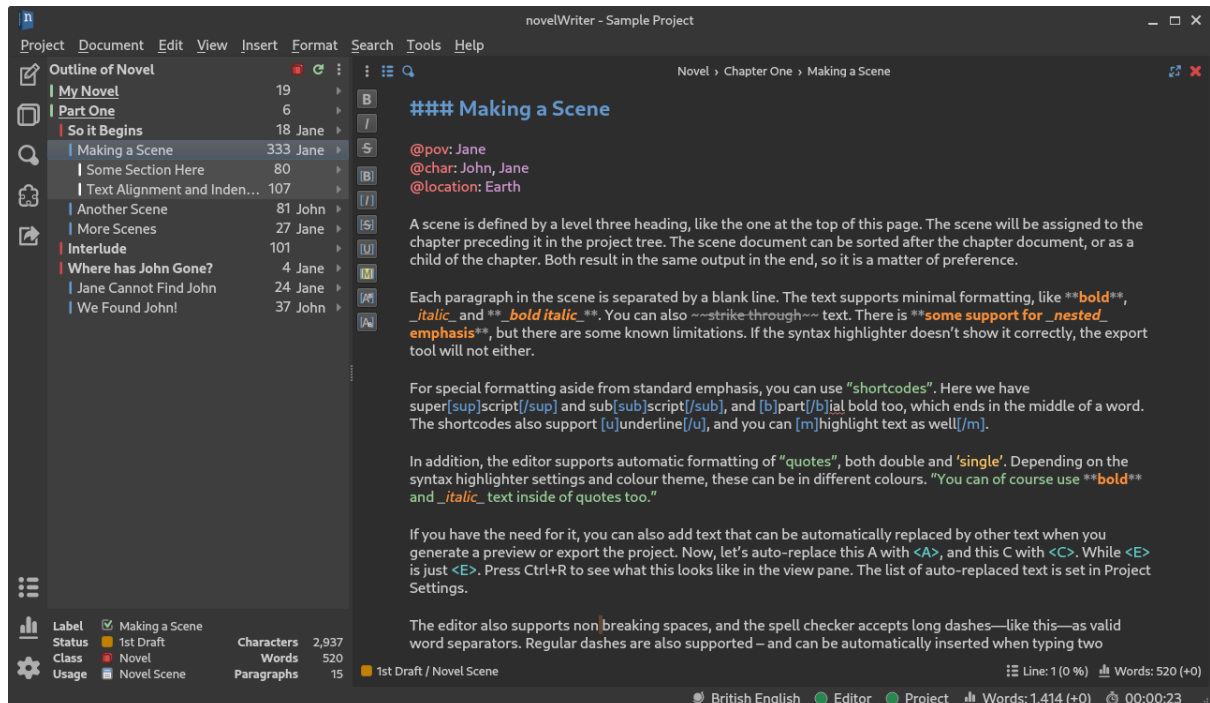 novelWriter - Sample Project
Project Document Edit View Insert Format Search Tools Help
Outline of Novel
My Novel 19
Part One 6
So it Begins 18 Jane
Making a Scene 333 Jane
Some Section Here 80
Text Alignment and Inden... 107
Another Scene 81 John
More Scenes 27 Jane
Interlude 101
Where has John Gone? 4 Jane
Jane Cannot Find John 24 Jane
We Found John! 37 John
Label Making a Scene
Status 1st Draft Characters 2,937
Class Novel Words 520
Usage Novel Scene Paragraphs 15
Novel › Chapter One › Making a Scene
B
I
S
[B]
[I]
[S]
[U]
[M]
### Making a Scene
@pov: Jane
@char: John, Jane
@location: Earth
A scene is defined by a level three heading, like the one at the top of this page. The scene will be assigned to the
chapter preceding it in the project tree. The scene document can be sorted after the chapter document, or as a
child of the chapter. Both result in the same output in the end, so it is a matter of preference.
Each paragraph in the scene is separated by a blank line. The text supports minimal formatting, like **bold**,
_italic_ and **_bold italic_**. You can also ~~strike through~~ text. There is **some support for _nested_
emphasis**, but there are some known limitations. If the syntax highlighter doesn’t show it correctly, the export
tool will not either.
For special formatting aside from standard emphasis, you can use “shortcodes”. Here we have
super[sup]script[/sup] and sub[sub]script[/sub], and [b]part[/b]ial bold too, which ends in the middle of a word.
The shortcodes also support [u]underline[/u], and you can [m]highlight text as well[/m].
In addition, the editor supports automatic formatting of “quotes”, both double and ‘single’. Depending on the
syntax highlighter settings and colour theme, these can be in different colours. “You can of course use **bold**
and _italic_ text inside of quotes too.”
If you have the need for it, you can also add text that can be automatically replaced by other text when you
generate a preview or export the project. Now, let’s auto-replace this A with <A>, and this C with <C>. While <E>
is just <E>. Press Ctrl+R to see what this looks like in the view pane. The list of auto-replaced text is set in Project
Settings.
The editor also supports non breaking spaces, and the spell checker accepts long dashes—like this—as valid
word separators. Regular dashes are also supported – and can be automatically inserted when typing two
1st Draft / Novel Scene
Line: 1 (0 %) Words: 520 (+0)
British English Editor Project Words: 1,414 (+0) 00:00:23